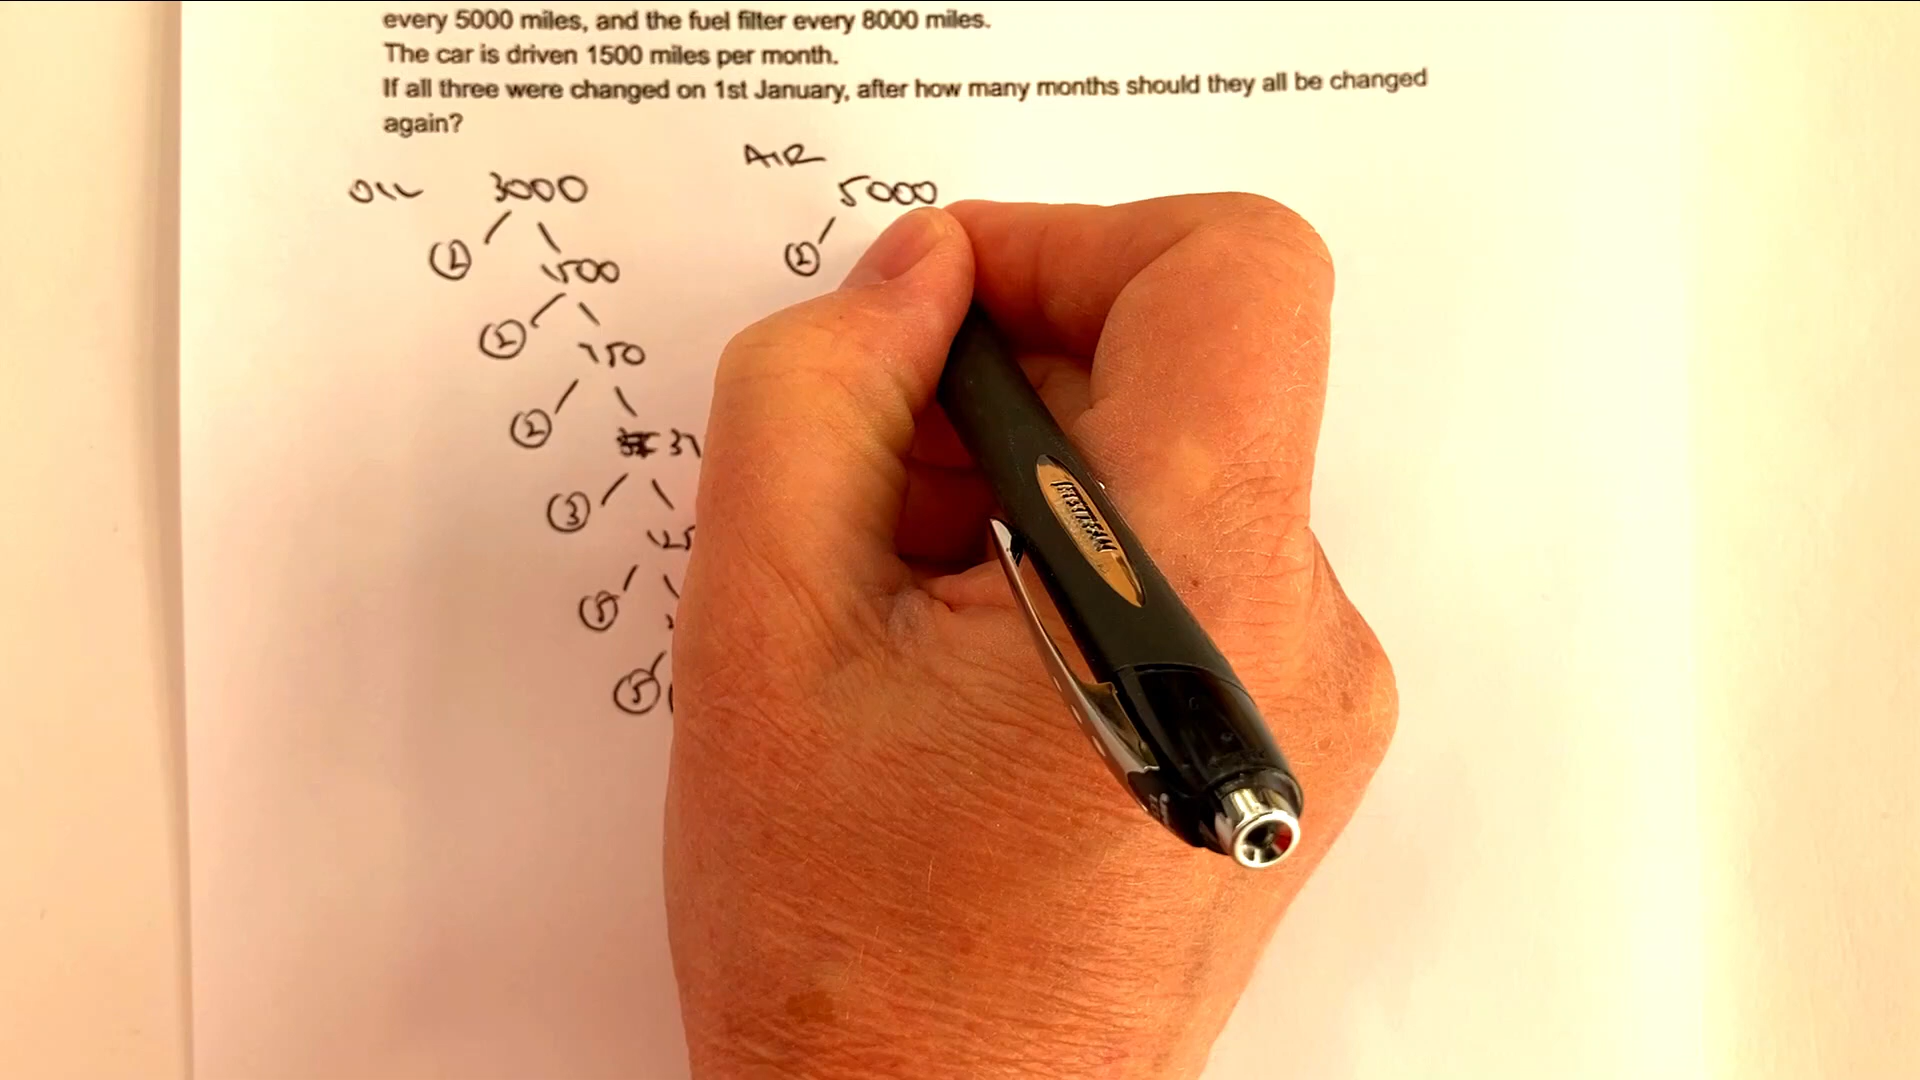 every 5000 miles, and the fuel filter every 8000 miles.
The car is driven 1500 miles per month.
If all three were changed on 1st January, after how many months should they all be changed
again?
AIR
OIL 3000
5000
2 1500
2
2 750
2 37
3 125
5
5